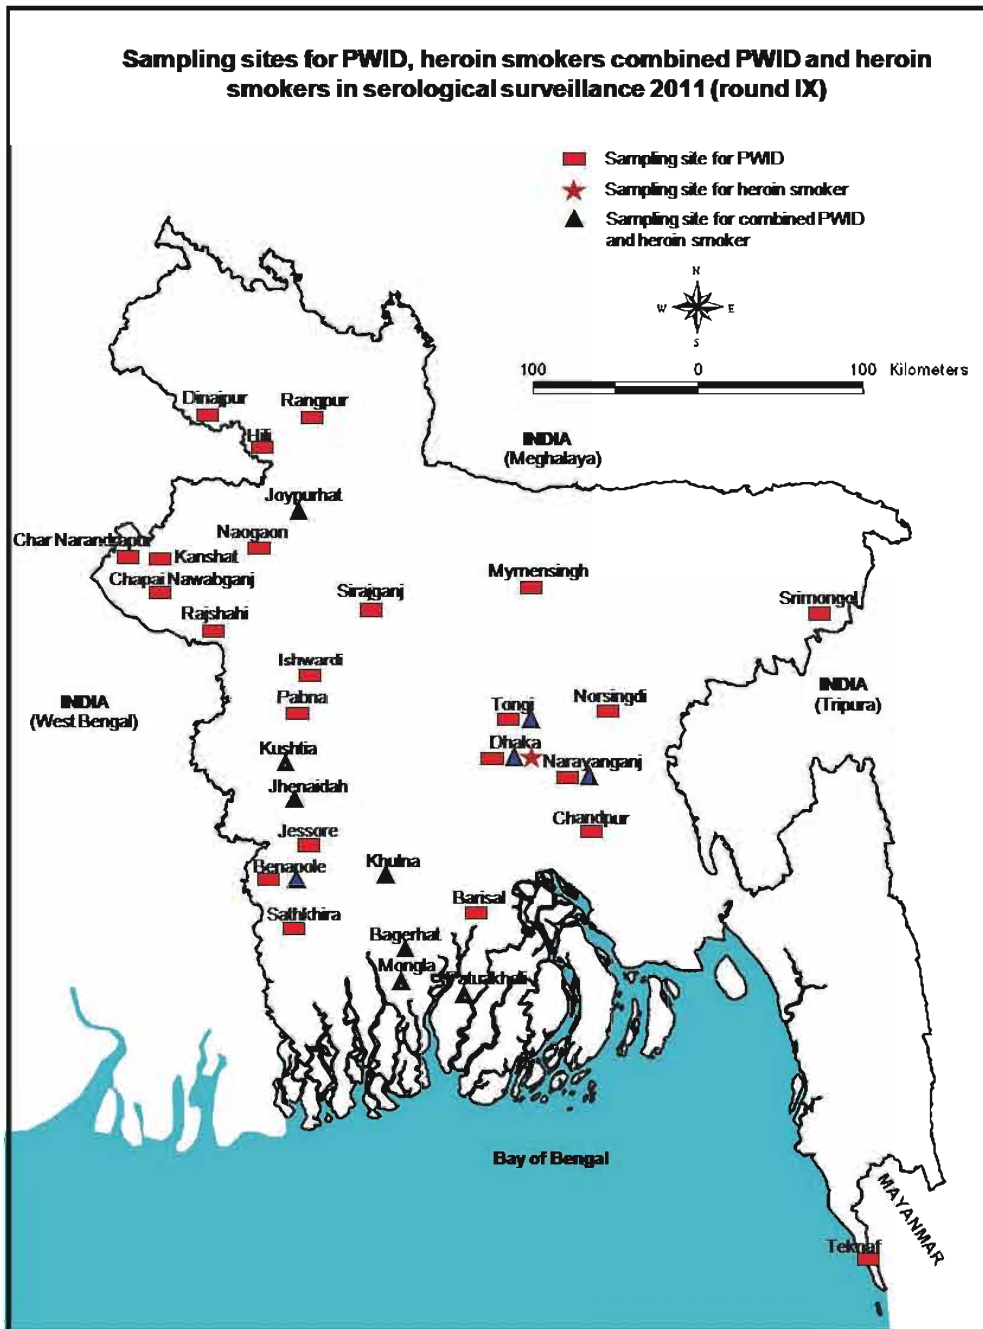 Sampling sites for PWID, heroin smokers combined PWID and heroin
smokers in serological surveillance 2011 (round IX)
Sampling site for PWID
Sampling site for heroin smoker
Sampling site for combined PWID
and heroin smoker
N
W E
S
100 0 100 Kilometers
Dinajpur
Rangpur
Hili
INDIA
(Meghalaya)
Joypurhat
Naogaon
Kanshat
Chapai Nawabganj
Mymensingh
Sirajganj
Srimongol
Rajshahi
Ishwardi
Pabna
INDIA
(West Bengal)
Tongi
Norsingdi
INDIA
(Tripura)
Kushtia
Dhaka
Narayanganj
Jhenaidah
Chandpur
Jessore
Benapole
Khulna
Barisal
Sathkhira
Bagerhat
Mongla
Patuakhali
Bay of Bengal
MAYANMAR
Teknaf